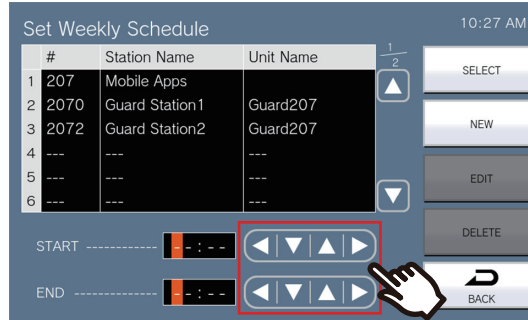 Set Weekly Schedule
10:27 AM
# Station Name Unit Name
1/2
1 207 Mobile Apps
2 2070 Guard Station1 Guard207
3 2072 Guard Station2 Guard207
4 --- --- ---
5 --- --- ---
6 --- --- ---
SELECT
NEW
EDIT
DELETE
BACK
START ------------ --:--
END -------------- --:--